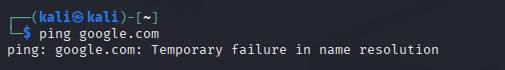 ┌──(kali㉿kali)-[~]
└─$ ping google.com
ping: google.com: Temporary failure in name resolution